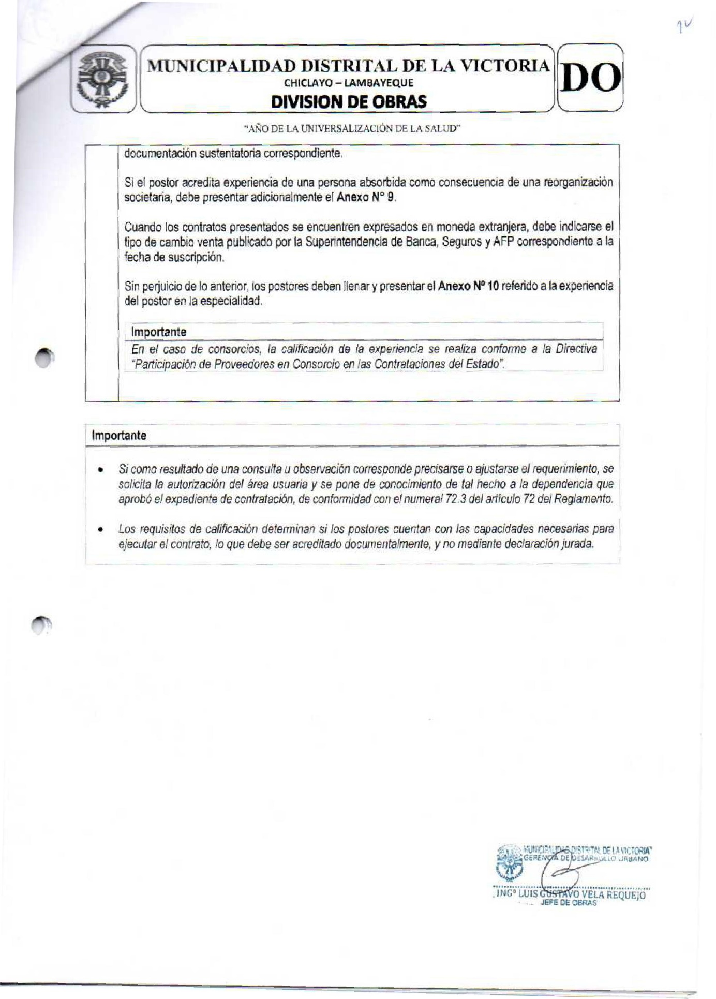 MUNICIPALIDAD DISTRITAL DE LA VICTORIA
CHICLAYO – LAMBAYEQUE
DIVISION DE OBRAS
DO
“AÑO DE LA UNIVERSALIZACIÓN DE LA SALUD”
documentación sustentatoria correspondiente.
Si el postor acredita experiencia de una persona absorbida como consecuencia de una reorganización
societaria, debe presentar adicionalmente el Anexo N° 9.
Cuando los contratos presentados se encuentren expresados en moneda extranjera, debe indicarse el
tipo de cambio venta publicado por la Superintendencia de Banca, Seguros y AFP correspondiente a la
fecha de suscripción.
Sin perjuicio de lo anterior, los postores deben llenar y presentar el Anexo Nº 10 referido a la experiencia
del postor en la especialidad.
Importante
En el caso de consorcios, la calificación de la experiencia se realiza conforme a la Directiva
“Participación de Proveedores en Consorcio en las Contrataciones del Estado”.
Importante
• Si como resultado de una consulta u observación corresponde precisarse o ajustarse el requerimiento, se
solicita la autorización del área usuaria y se pone de conocimiento de tal hecho a la dependencia que
aprobó el expediente de contratación, de conformidad con el numeral 72.3 del artículo 72 del Reglamento.
• Los requisitos de calificación determinan si los postores cuentan con las capacidades necesarias para
ejecutar el contrato, lo que debe ser acreditado documentalmente, y no mediante declaración jurada.
MUNICIPALIDAD DISTRITAL DE LA VICTORIA
GERENCIA DE DESARROLLO URBANO
ING° LUIS GUSTAVO VELA REQUEJO
JEFE DE OBRAS